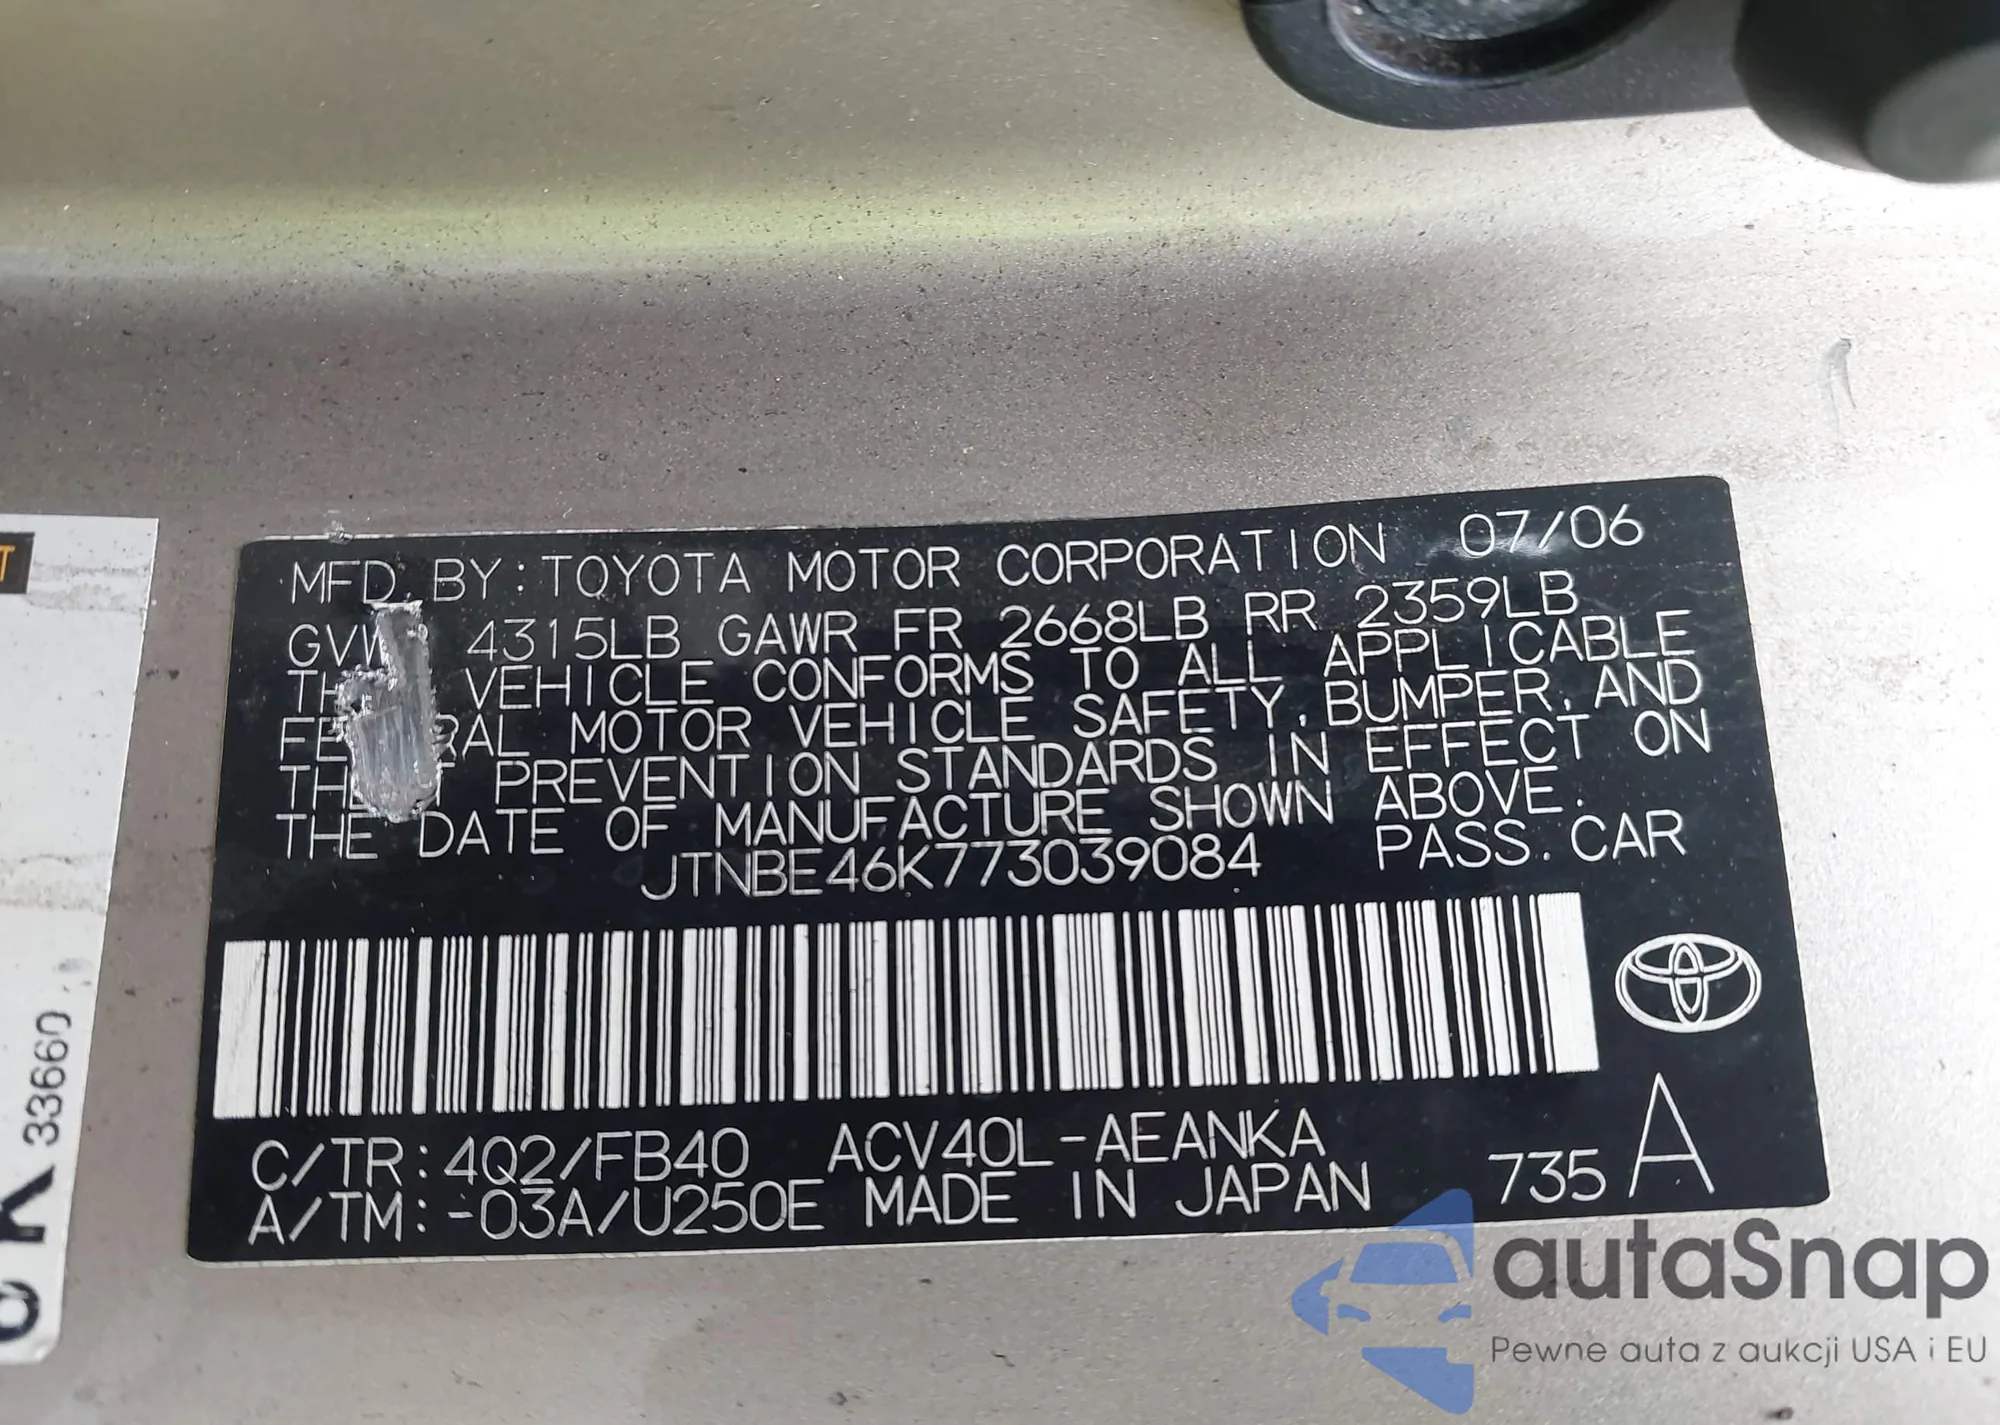 MFD. BY: TOYOTA MOTOR CORPORATION 07/06
4315LB GAWR FR 2668LB RR 2359LB
VEHICLE CONFORMS TO ALL APPLICABLE
MOTOR VEHICLE SAFETY, BUMPER, AND
PREVENTION STANDARDS IN EFFECT ON
THE DATE OF MANUFACTURE SHOWN ABOVE.
JTNBE46K773039084 PASS. CAR
C/TR: 4Q2/FB40 ACV40L-AEANKA
A/TM: -03A/U250E MADE IN JAPAN 735 A
33660
autaSnap
Pewne auta z aukcji USA i EU